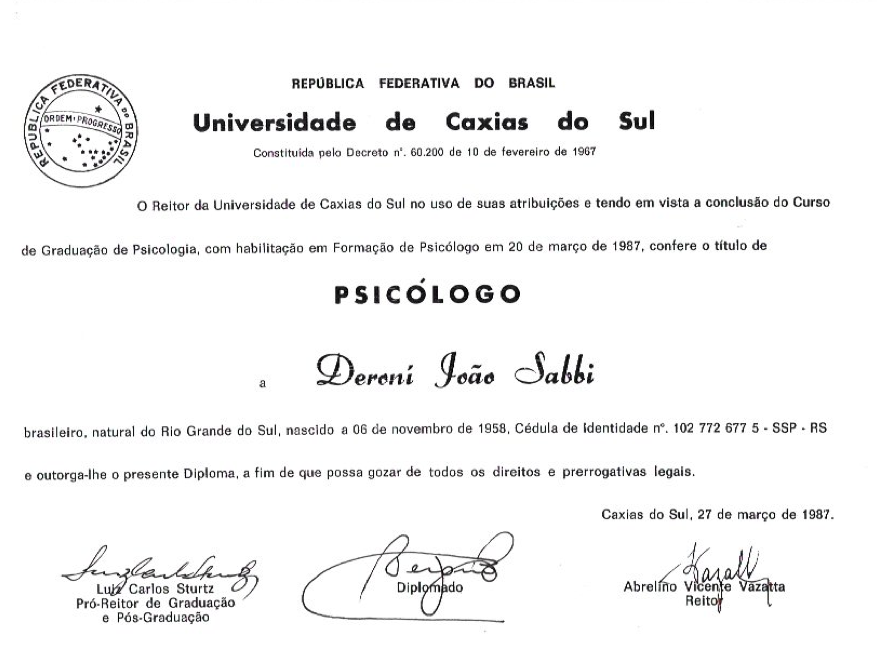 REPÚBLICA FEDERATIVA DO BRASIL
ORDEM • PROGRESSO
REPÚBLICA FEDERATIVA DO BRASIL
Universidade de Caxias do Sul
Constituída pelo Decreto nº. 60.200 de 10 de fevereiro de 1967
O Reitor da Universidade de Caxias do Sul no uso de suas atribuições e tendo em vista a conclusão do Curso
de Graduação de Psicologia, com habilitação em Formação de Psicólogo em 20 de março de 1987, confere o título de
PSICÓLOGO
a Deroní João Sabbi
brasileiro, natural do Rio Grande do Sul, nascido a 06 de novembro de 1958, Cédula de identidade nº. 102 772 677 5 - SSP - RS
e outorga-lhe o presente Diploma, a fim de que possa gozar de todos os direitos e prerrogativas legais.
Caxias do Sul, 27 de março de 1987.
Luiz Carlos Sturtz
Pró-Reitor de Graduação
e Pós-Graduação
Diplomado
Abrelino Vicente Vazatta
Reitor